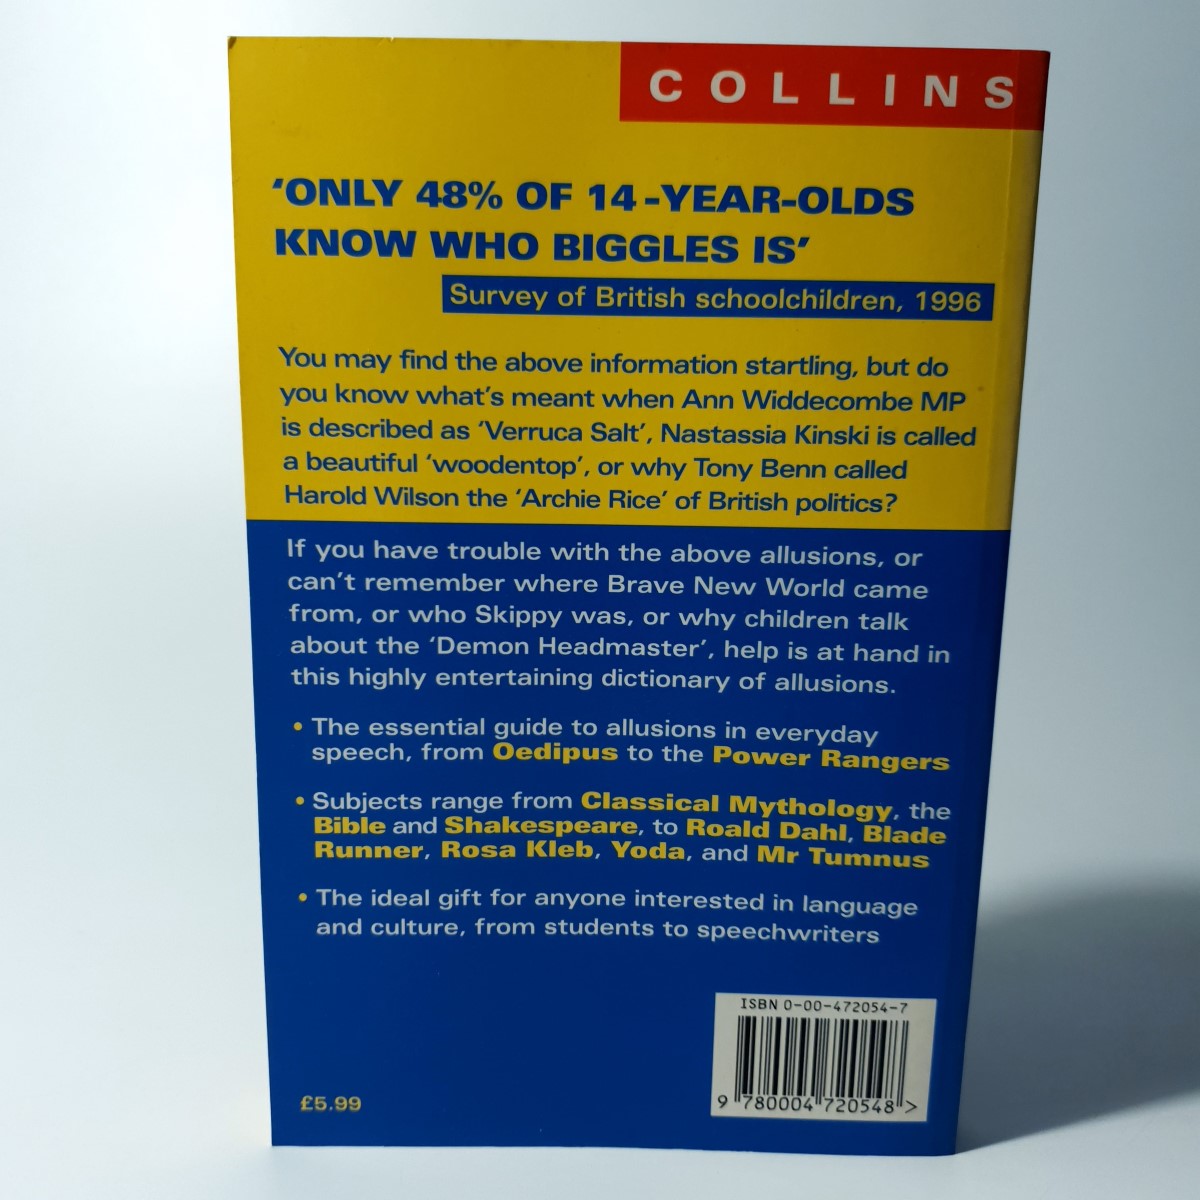 COLLINS
‘ONLY 48% OF 14-YEAR-OLDS
KNOW WHO BIGGLES IS’
Survey of British schoolchildren, 1996
You may find the above information startling, but do
you know what's meant when Ann Widdecombe MP
is described as ‘Verruca Salt’, Nastassia Kinski is called
a beautiful ‘woodentop’, or why Tony Benn called
Harold Wilson the ‘Archie Rice’ of British politics?
If you have trouble with the above allusions, or
can't remember where Brave New World came
from, or who Skippy was, or why children talk
about the ‘Demon Headmaster’, help is at hand in
this highly entertaining dictionary of allusions.
• The essential guide to allusions in everyday
speech, from Oedipus to the Power Rangers
• Subjects range from Classical Mythology, the
Bible and Shakespeare, to Roald Dahl, Blade
Runner, Rosa Kleb, Yoda, and Mr Tumnus
• The ideal gift for anyone interested in language
and culture, from students to speechwriters
ISBN 0-00-472054-7
9 780004 720548 >
£5.99